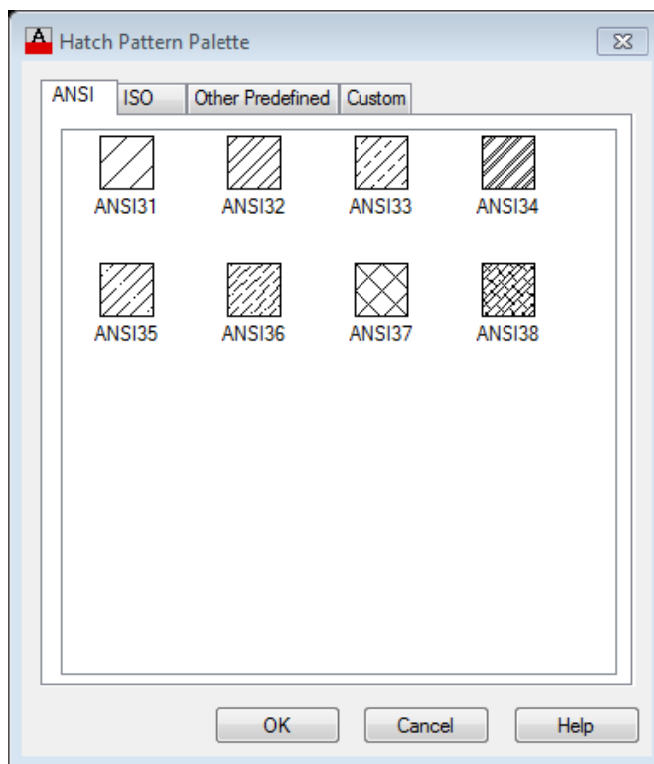 A Hatch Pattern Palette
ANSI ISO Other Predefined Custom
ANSI31 ANSI32 ANSI33 ANSI34
ANSI35 ANSI36 ANSI37 ANSI38
OK Cancel Help